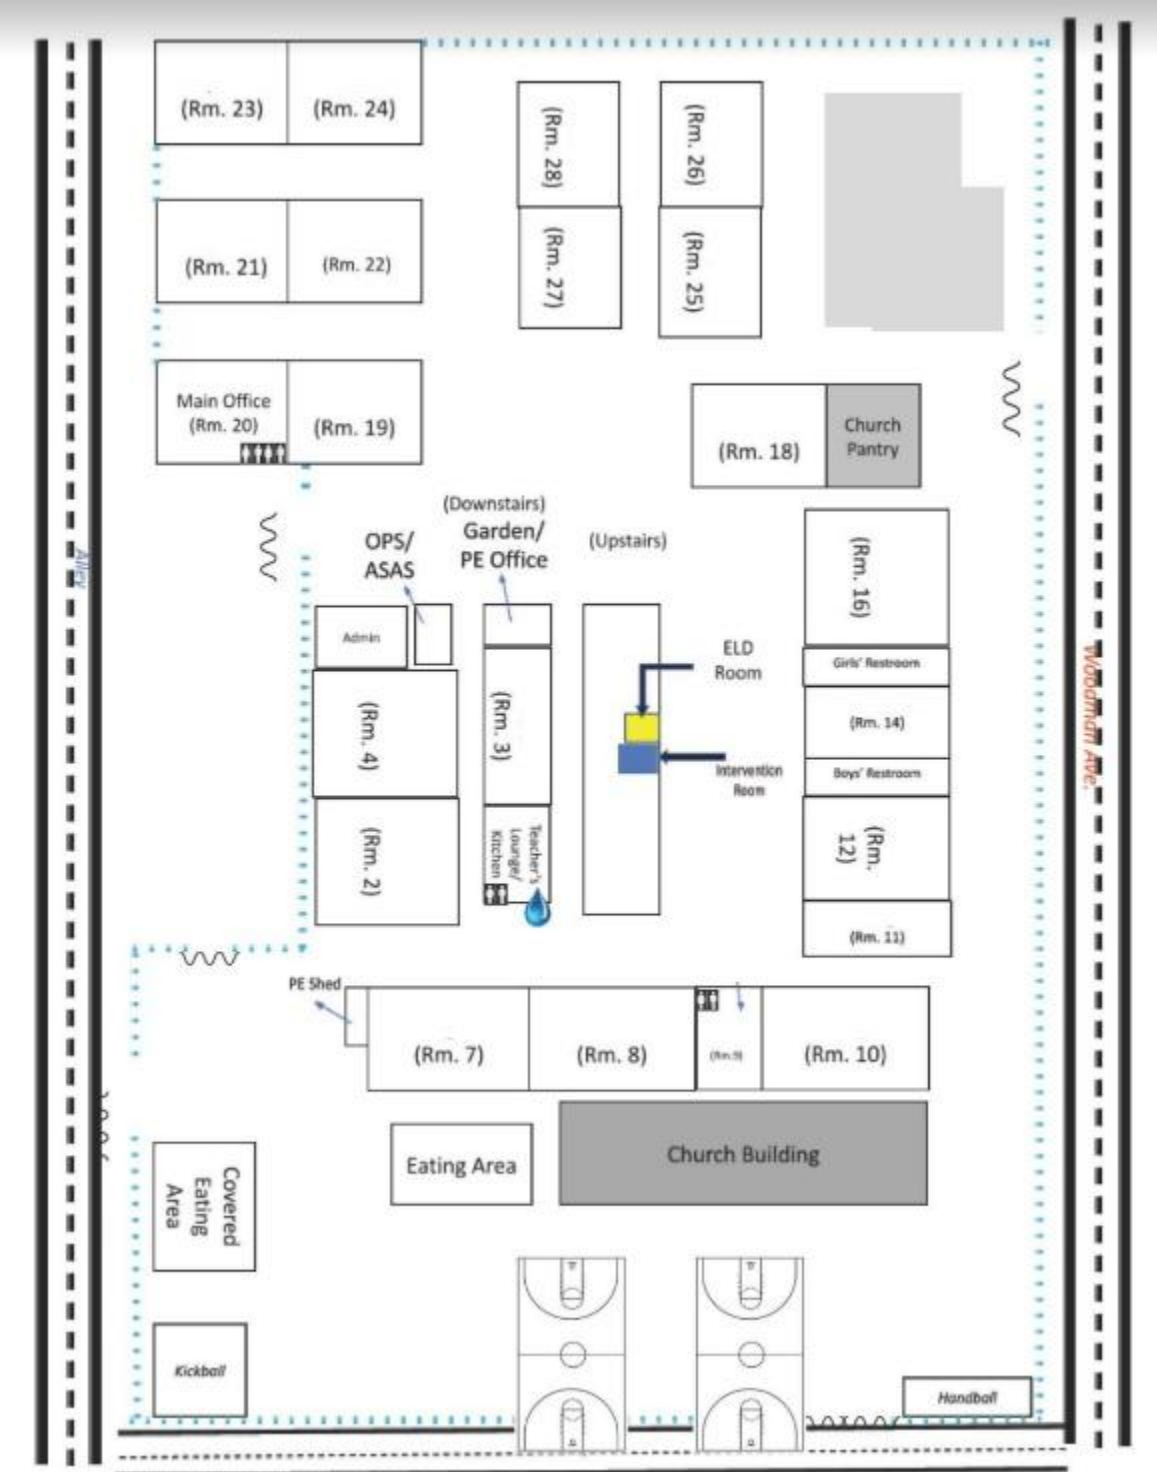 (Rm. 23)
(Rm. 24)
(Rm. 28)
(Rm. 26)
(Rm. 21)
(Rm. 22)
(Rm. 27)
(Rm. 25)
Main Office
(Rm. 20)
(Rm. 19)
(Rm. 18)
Church
Pantry
(Downstairs)
Garden/
PE Office
OPS/
ASAS
(Upstairs)
Alley
(Rm. 16)
Admin
ELD
Room
Girls' Restroom
Woodman Ave.
(Rm. 4)
(Rm. 3)
(Rm. 14)
Intervention
Room
Boys' Restroom
(Rm. 2)
Teacher's
Lounge/
Kitchen
(Rm.
12)
(Rm. 11)
PE Shed
(Rm. 7)
(Rm. 8)
(Rm.9)
(Rm. 10)
Eating Area
Church Building
Covered
Eating
Area
Kickball
Handball